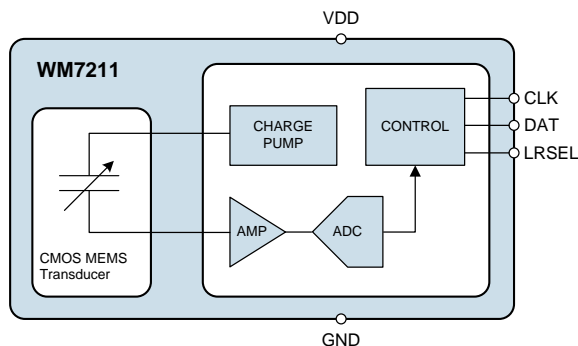 VDD
WM7211
CHARGE
PUMP
CONTROL
CLK
DAT
LRSEL
AMP
ADC
CMOS MEMS
Transducer
GND